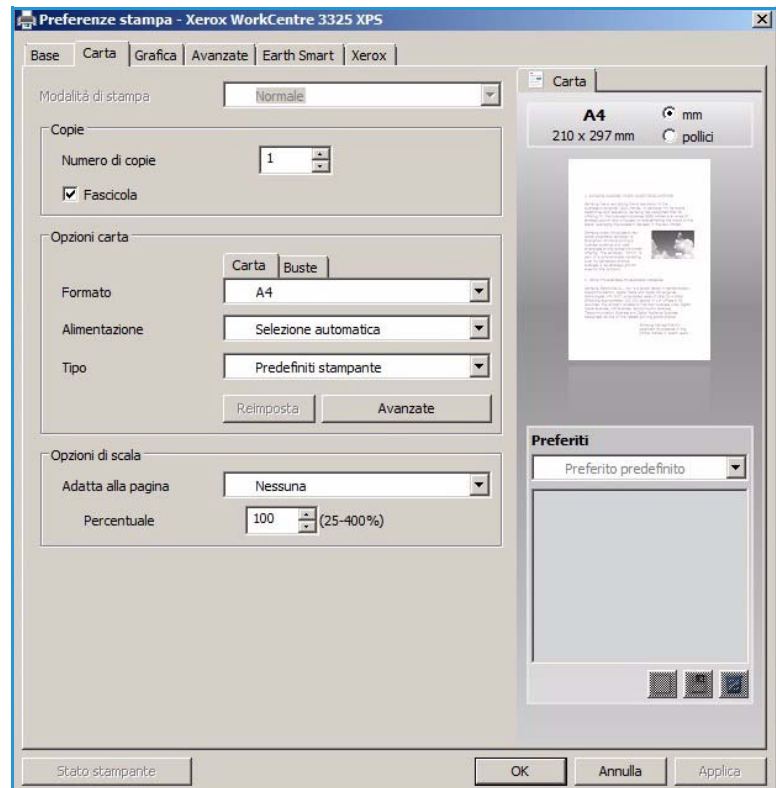 Preferenze stampa - Xerox WorkCentre 3325 XPS
Base Carta Grafica Avanzate Earth Smart Xerox
Modalità di stampa Normale
Copie
Numero di copie 1
Fascicola
Opzioni carta
Carta Buste
Formato A4
Alimentazione Selezione automatica
Tipo Predefiniti stampante
Reimposta Avanzate
Opzioni di scala
Adatta alla pagina Nessuna
Percentuale 100 (25-400%)
Carta
A4 mm
210 x 297 mm pollici
Preferiti
Preferito predefinito
Stato stampante OK Annulla Applica